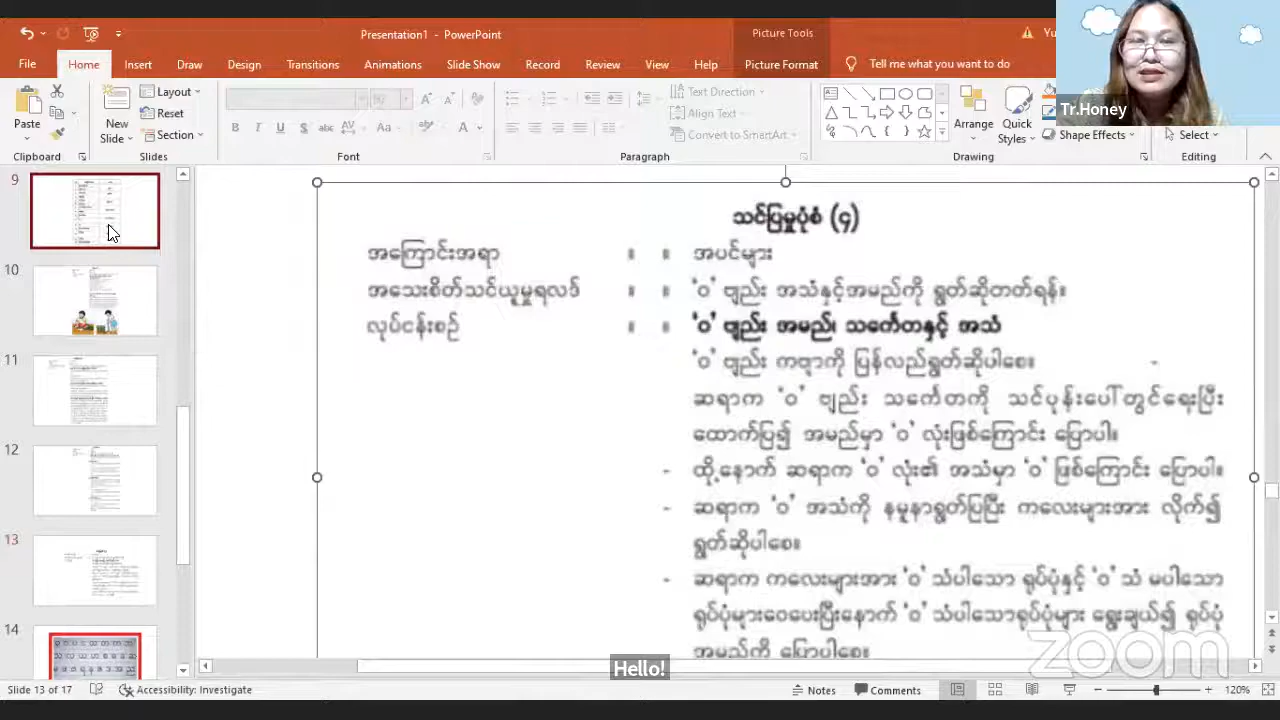 Presentation1 - PowerPoint
Picture Tools
Yu
File Home Insert Draw Design Transitions Animations Slide Show Record Review View Help Picture Format Tell me what you want to do
Tr.Honey
Paste
New Slide
Layout
Reset
Section
Text Direction
Align Text
Convert to SmartArt
Arrange
Quick Styles
Shape Effects
Select
Clipboard Slides Font Paragraph Drawing Editing
9
10
11
12
13
14
သင်ပြမှုပုံစံ (၄)
အကြောင်းအရာ ။ ။ အပင်များ
အသေးစိတ်သင်ယူမှုရလဒ် ။ ။ 'ဝ' ဗျည်း အသံနှင့်အမည်ကို ရွတ်ဆိုတတ်ရန်။
လုပ်ငန်းစဉ် ။ ။ 'ဝ' ဗျည်း အမည်၊ သင်္ကေတနှင့် အသံ
'ဝ' ဗျည်း ကဗျာကို ပြန်လည်ရွတ်ဆိုပါစေ။ -
ဆရာက 'ဝ' ဗျည်း သင်္ကေတကို သင်ပုန်းပေါ်တွင်ရေးပြီး
ထောက်ပြ၍ အမည်မှာ 'ဝ' လုံးဖြစ်ကြောင်း ပြောပါ။
- ထို့နောက် ဆရာက 'ဝ' လုံး၏ အသံမှာ 'ဝ' ဖြစ်ကြောင်း ပြောပါ။
- ဆရာက 'ဝ' အသံကို နမူနာရွတ်ပြပြီး ကလေးများအား လိုက်၍
ရွတ်ဆိုပါစေ။
- ဆရာက ကလေးများအား 'ဝ' သံပါသော ရုပ်ပုံနှင့် 'ဝ' သံ မပါသော
ရုပ်ပုံများဝေပေးပြီးနောက် 'ဝ' သံပါသောရုပ်ပုံများ ရွေးချယ်၍ ရုပ်ပုံ
အမည်ကို ပြောပါစေ။
zoom
Hello!
Slide 13 of 17 Accessibility: Investigate Notes Comments 120%